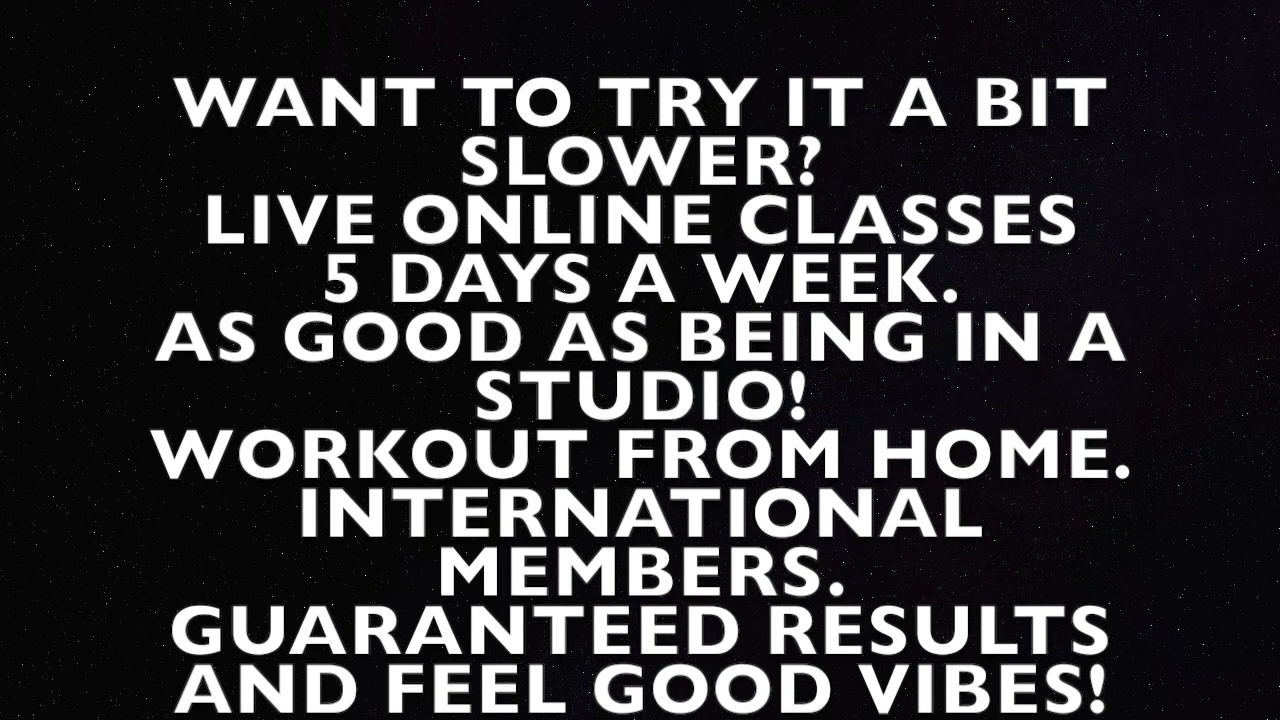 WANT TO TRY IT A BIT
SLOWER?
LIVE ONLINE CLASSES
5 DAYS A WEEK.
AS GOOD AS BEING IN A
STUDIO!
WORKOUT FROM HOME.
INTERNATIONAL
MEMBERS.
GUARANTEED RESULTS
AND FEEL GOOD VIBES!